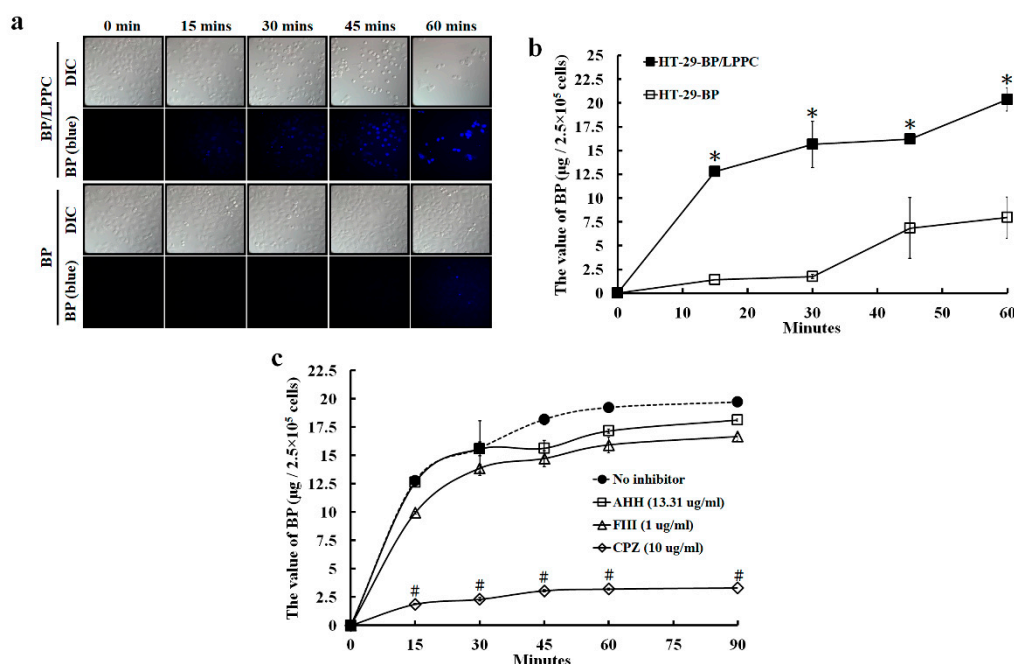 a
0 min 15 mins 30 mins 45 mins 60 mins
BP/LPPC
DIC
BP (blue)
BP
DIC
BP (blue)
b
HT-29-BP/LPPC
HT-29-BP
The value of BP (µg / 2.5×10⁵ cells)
25
22.5
20
17.5
15
12.5
10
7.5
5
2.5
0
* * * *
0 10 20 30 40 50 60
Minutes
c
The value of BP (µg / 2.5×10⁵ cells)
22.5
20
17.5
15
12.5
10
7.5
5
2.5
0
No inhibitor
AHH (13.31 ug/ml)
FIII (1 ug/ml)
CPZ (10 ug/ml)
# # # # #
0 15 30 45 60 75 90
Minutes